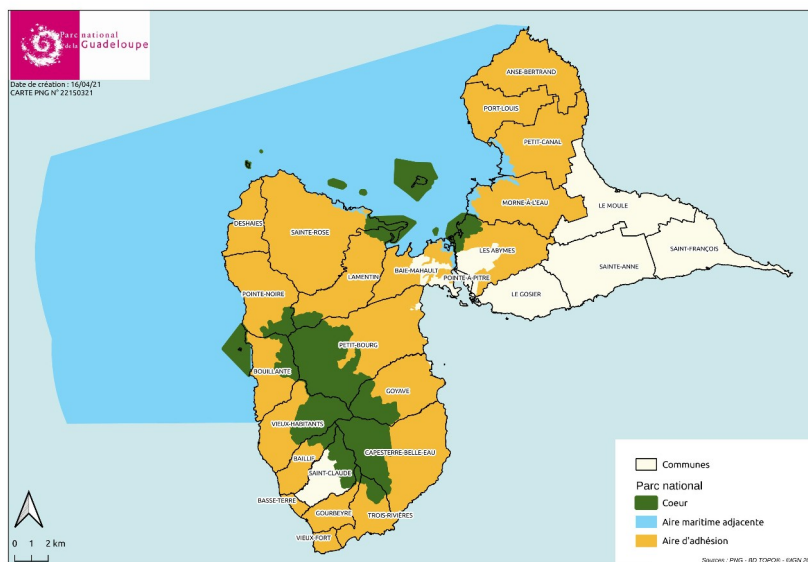 Parc
national
de la
Guadeloupe
Date de création : 16/04/21
CARTE PNG N° 22150321
ANSE-BERTRAND
PORT-LOUIS
PETIT-CANAL
MORNE-À-L'EAU
LE MOULE
DESHAIES
SAINTE-ROSE
LES ABYMES
SAINT-FRANÇOIS
LAMENTIN
BAIE-MAHAULT
POINTE-À-PITRE
SAINTE-ANNE
POINTE-NOIRE
LE GOSIER
PETIT-BOURG
BOUILLANTE
GOYAVE
VIEUX-HABITANTS
CAPESTERRE-BELLE-EAU
BAILLIF
SAINT-CLAUDE
BASSE-TERRE
GOURBEYRE
TROIS-RIVIÈRES
VIEUX-FORT
0 1 2 km
Communes
Parc national
Coeur
Aire maritime adjacente
Aire d'adhésion
Sources : PNG - BD TOPO® - ©IGN 20